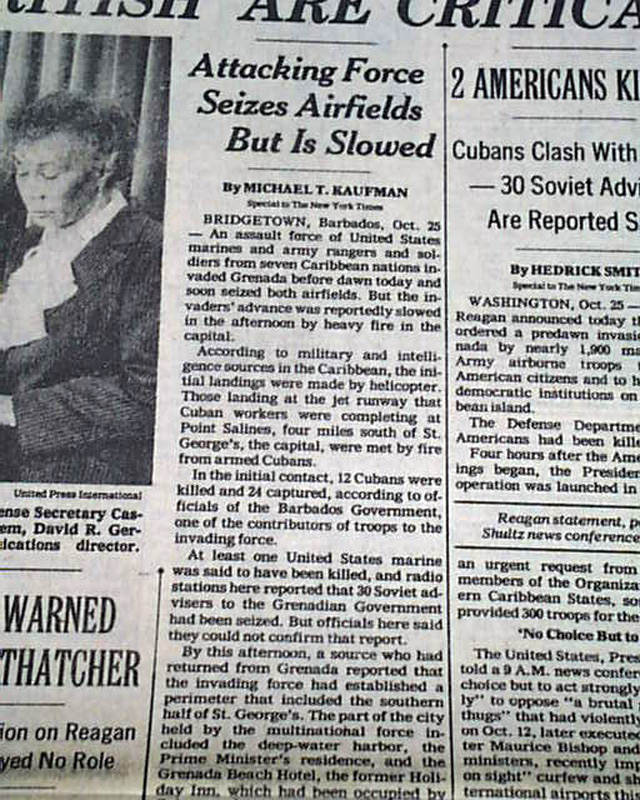 ARE CRITICA
Attacking Force
Seizes Airfields
But Is Slowed
By MICHAEL T. KAUFMAN
Special to The New York Times
BRIDGETOWN, Barbados, Oct. 25
— An assault force of United States
marines and army rangers and sol-
diers from seven Caribbean nations in-
vaded Grenada before dawn today and
soon seized both airfields. But the in-
vaders' advance was reportedly slowed
in the afternoon by heavy fire in the
capital.
According to military and intelli-
gence sources in the Caribbean, the ini-
tial landings were made by helicopter.
Those landing at the jet runway that
Cuban workers were completing at
Point Salines, four miles south of St.
George's, the capital, were met by fire
from armed Cubans.
In the initial contact, 12 Cubans were
killed and 24 captured, according to of-
ficials of the Barbados Government,
one of the contributors of troops to the
invading force.
At least one United States marine
was said to have been killed, and radio
stations here reported that 30 Soviet ad-
visers to the Grenadian Government
had been seized. But officials here said
they could not confirm that report.
By this afternoon, a source who had
returned from Grenada reported that
the invading force had established a
perimeter that included the southern
half of St. George's. The part of the city
held by the multinational force in-
cluded the deep-water harbor, the
Prime Minister's residence, and the
Grenada Beach Hotel, the former Holi-
day Inn, which had been occupied by
2 AMERICANS KI
Cubans Clash With
— 30 Soviet Advi
Are Reported S
By HEDRICK SMIT
Special to The New York Tim
WASHINGTON, Oct. 25 —
Reagan announced today t
ordered a predawn invasi
nada by nearly 1,900 m
Army airborne troops t
American citizens and to h
democratic institutions on
bean island.
The Defense Departme
Americans had been kille
Four hours after the Ame
ings began, the Presiden
operation was launched in
Reagan statement, p
Shultz news conference
an urgent request from
members of the Organiza
ern Caribbean States, so
provided 300 troops for the
'No Choice But to
The United States, Pres
told a 9 A.M. news confer
choice but to act strongly
ly" to oppose "a brutal
thugs" that had violentl
on Oct. 12, later executed
ter Maurice Bishop and
ministers, recently imp
on sight" curfew and sh
ternational airports this
United Press International
ense Secretary Cas-
em, David R. Ger-
ications director.
WARNED
THATCHER
ion on Reagan
yed No Role